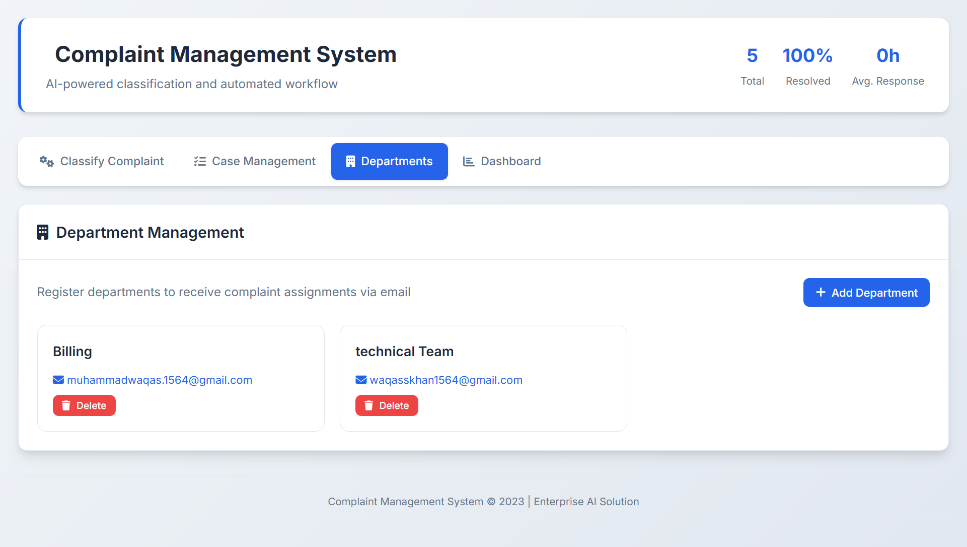 Complaint Management System
AI-powered classification and automated workflow
5
Total
100%
Resolved
0h
Avg. Response
Classify Complaint
Case Management
Departments
Dashboard
Department Management
Register departments to receive complaint assignments via email
+ Add Department
Billing
muhammadwaqas.1564@gmail.com
Delete
technical Team
waqasskhan1564@gmail.com
Delete
Complaint Management System © 2023 | Enterprise AI Solution